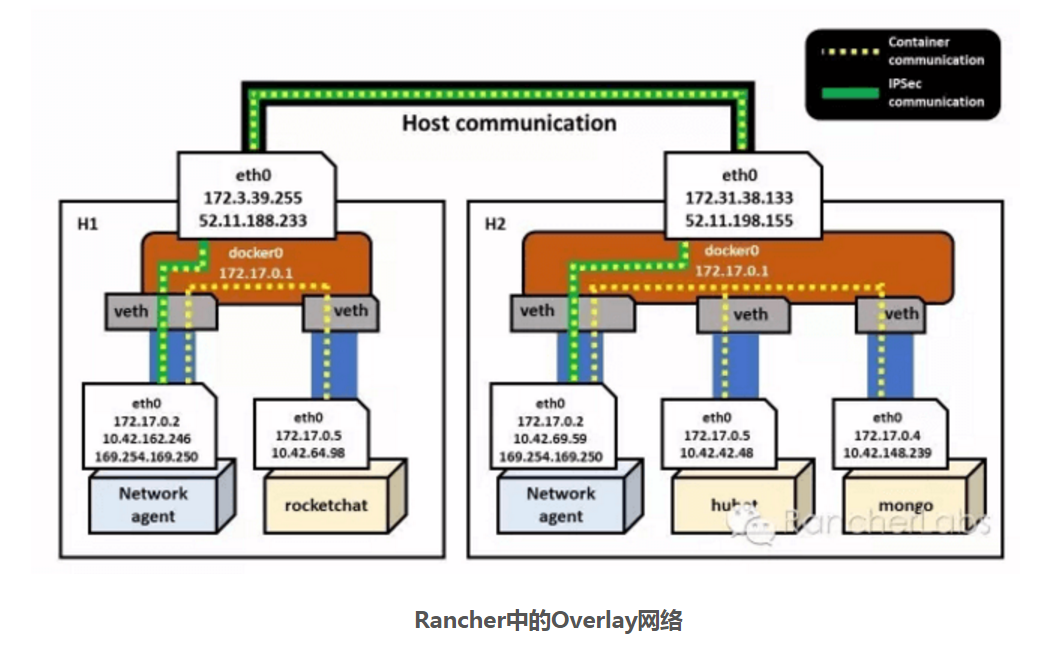 Container
communication
IPSec
communication
Host communication
eth0
172.3.39.255
52.11.188.233
eth0
172.31.38.133
52.11.198.155
H1
docker0
172.17.0.1
veth
veth
H2
docker0
172.17.0.1
veth
veth
veth
eth0
172.17.0.2
10.42.162.246
169.254.169.250
eth0
172.17.0.5
10.42.64.98
eth0
172.17.0.2
10.42.69.59
169.254.169.250
eth0
172.17.0.5
10.42.42.48
eth0
172.17.0.4
10.42.148.239
Network
agent
rocketchat
Network
agent
hubot
mongo
RancherLabs
Rancher中的Overlay网络